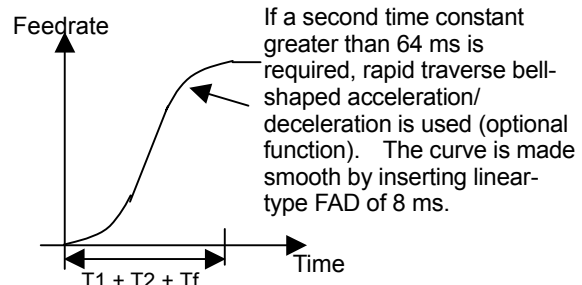 Feedrate
If a second time constant
greater than 64 ms is
required, rapid traverse bell-
shaped acceleration/
deceleration is used (optional
function). The curve is made
smooth by inserting linear-
type FAD of 8 ms.
Time
T1 + T2 + Tf